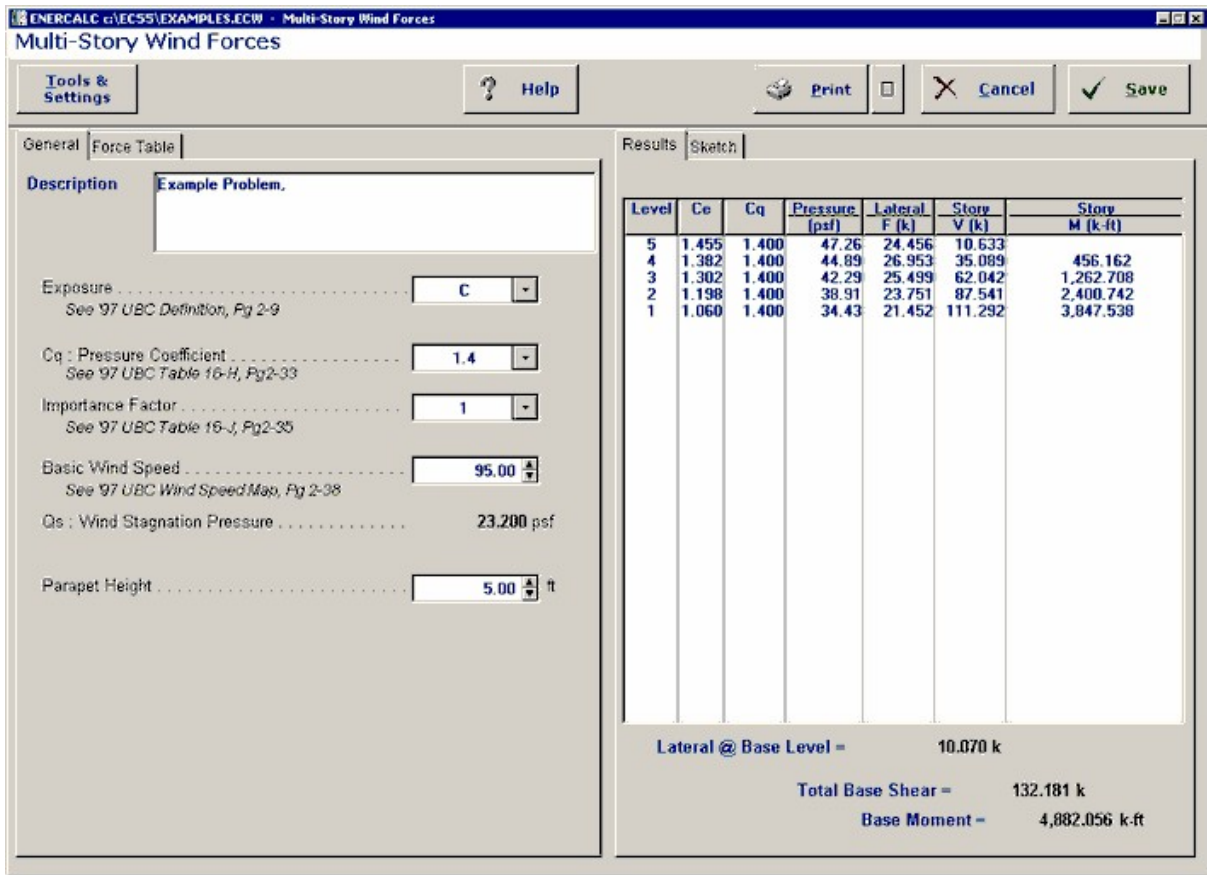 ENERCALC c:\EC55\EXAMPLES.ECW - Multi-Story Wind Forces
Multi-Story Wind Forces
Tools & Settings
? Help
Print
Cancel
Save
General
Force Table
Description
Example Problem,
Exposure . . . . . . . . . . . . . . . . . . . . . . . . . . . . C
See '97 UBC Definition, Pg 2-9
Cq : Pressure Coefficient . . . . . . . . . . . . . . . . . 1.4
See '97 UBC Table 16-H, Pg2-33
Importance Factor . . . . . . . . . . . . . . . . . . . . . . 1
See '97 UBC Table 16-J, Pg2-35
Basic Wind Speed . . . . . . . . . . . . . . . . . . . . . . 95.00
See '97 UBC Wind Speed Map, Pg 2-38
Qs : Wind Stagnation Pressure . . . . . . . . . . . . . 23.200 psf
Parapet Height . . . . . . . . . . . . . . . . . . . . . . . . . 5.00 ft
Results
Sketch
Level Ce Cq Pressure (psf) Lateral F (k) Story V (k) Story M (k-ft)
5 1.455 1.400 47.26 24.456 10.633
4 1.382 1.400 44.89 26.953 35.089 456.162
3 1.302 1.400 42.29 25.499 62.042 1,262.708
2 1.198 1.400 38.91 23.751 87.541 2,400.742
1 1.060 1.400 34.43 21.452 111.292 3,847.538
Lateral @ Base Level = 10.070 k
Total Base Shear = 132.181 k
Base Moment = 4,882.056 k-ft